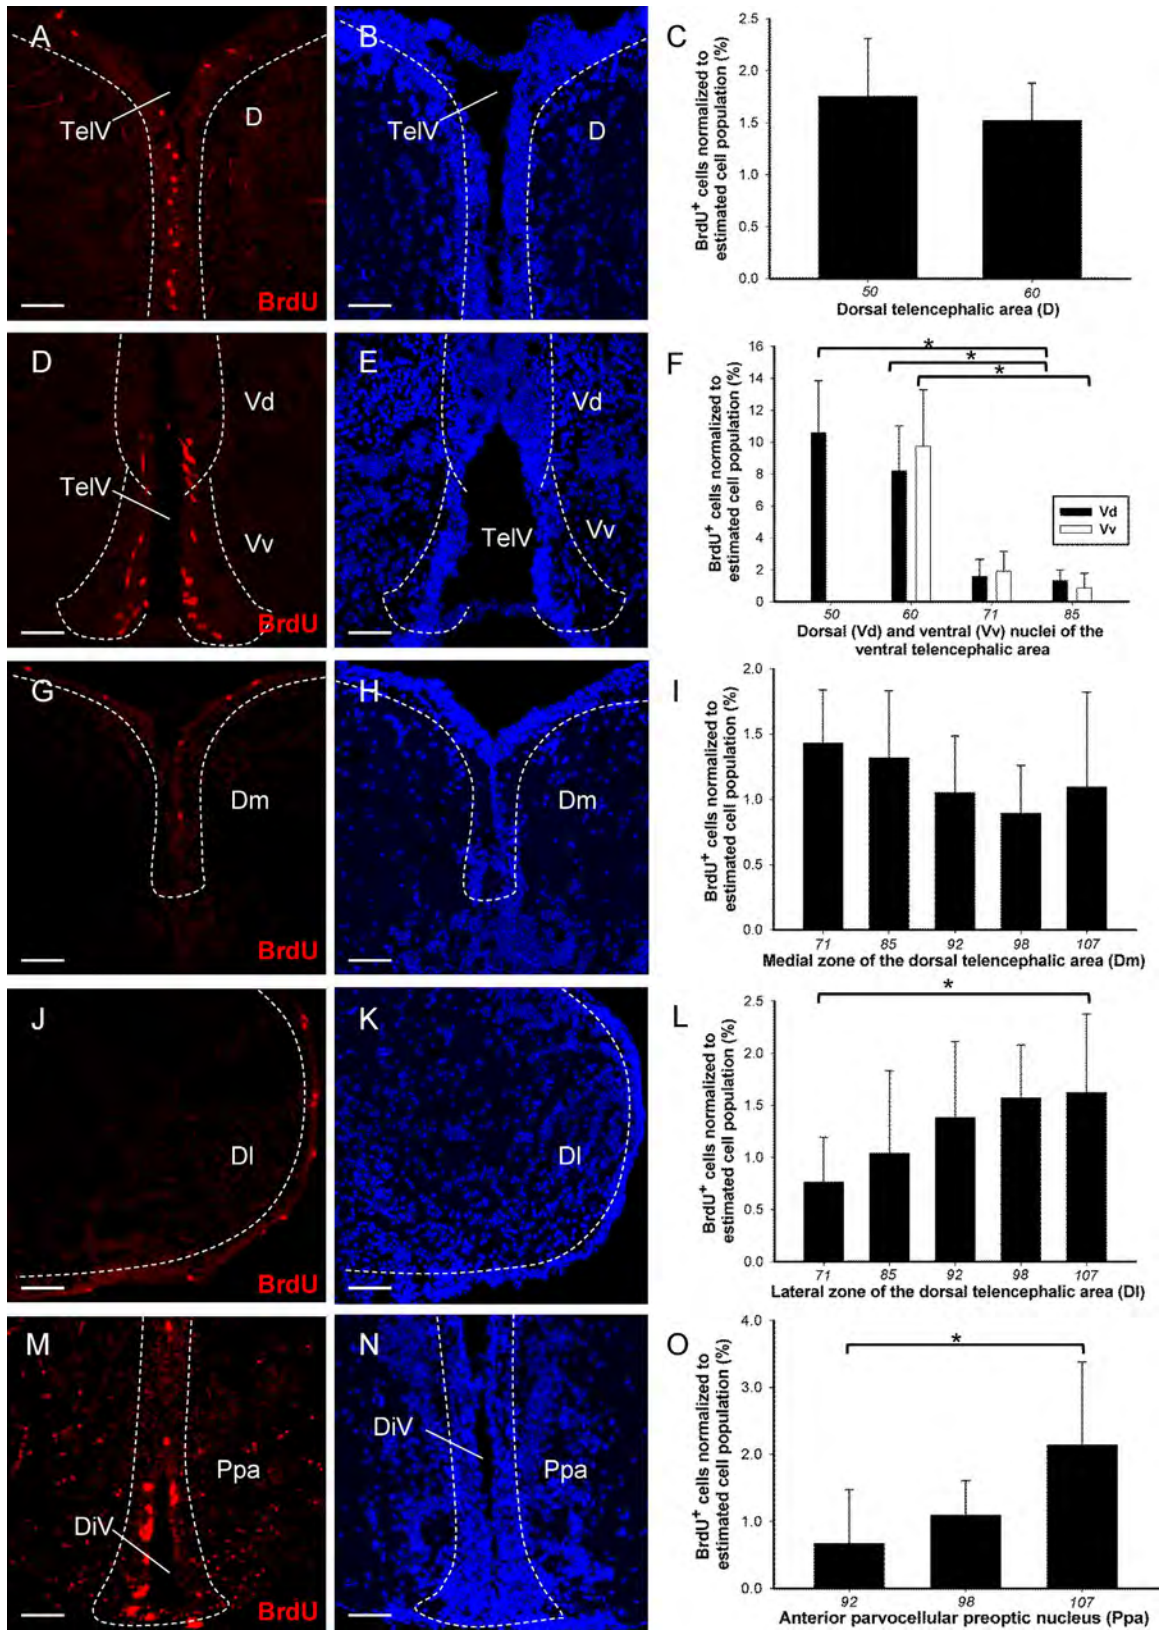 A
TelV
D
BrdU
B
TelV
D
C
BrdU+ cells normalized to
estimated cell population (%)
2.5
2.0
1.5
1.0
0.5
0.0
50 60
Dorsal telencephalic area (D)
D
Vd
TelV
Vv
BrdU
E
Vd
TelV
Vv
F
BrdU+ cells normalized to
estimated cell population (%)
16
14
12
10
8
6
4
2
0
*
*
*
Vd
Vv
50 60 71 85
Dorsal (Vd) and ventral (Vv) nuclei of the
ventral telencephalic area
G
Dm
BrdU
H
Dm
I
BrdU+ cells normalized to
estimated cell population (%)
2.0
1.5
1.0
0.5
0.0
71 85 92 98 107
Medial zone of the dorsal telencephalic area (Dm)
J
Dl
BrdU
K
Dl
L
BrdU+ cells normalized to
estimated cell population (%)
2.5
2.0
1.5
1.0
0.5
0.0
*
71 85 92 98 107
Lateral zone of the dorsal telencephalic area (Dl)
M
Ppa
DiV
BrdU
N
DiV
Ppa
O
BrdU+ cells normalized to
estimated cell population (%)
4.0
3.0
2.0
1.0
0.0
*
92 98 107
Anterior parvocellular preoptic nucleus (Ppa)